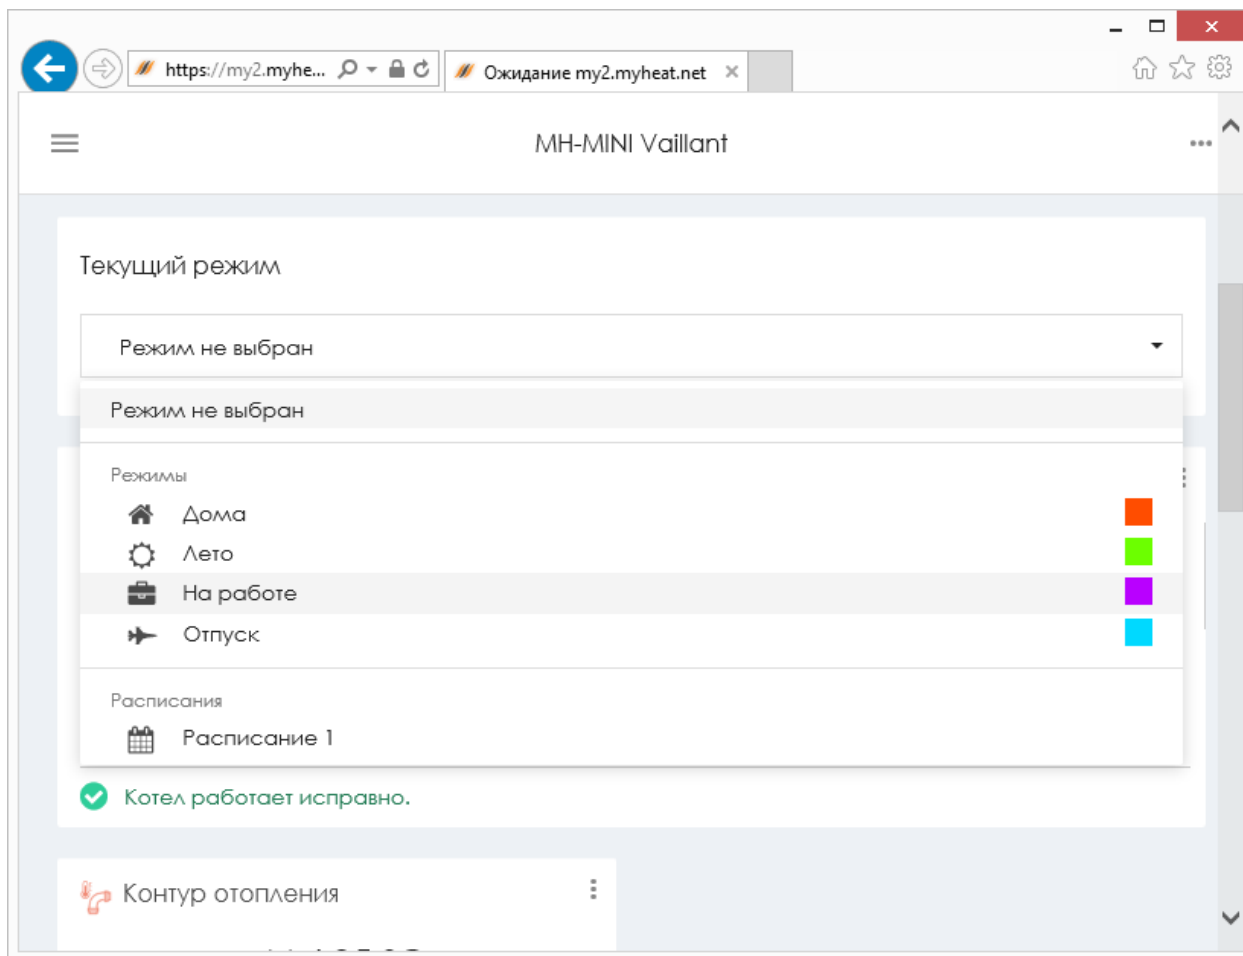 https://my2.myhe...
Ожидание my2.myheat.net
MH-MINI Vaillant
Текущий режим
Режим не выбран
Режим не выбран
Режимы
Дома
Лето
На работе
Отпуск
Расписания
Расписание 1
Котел работает исправно.
Контур отопления